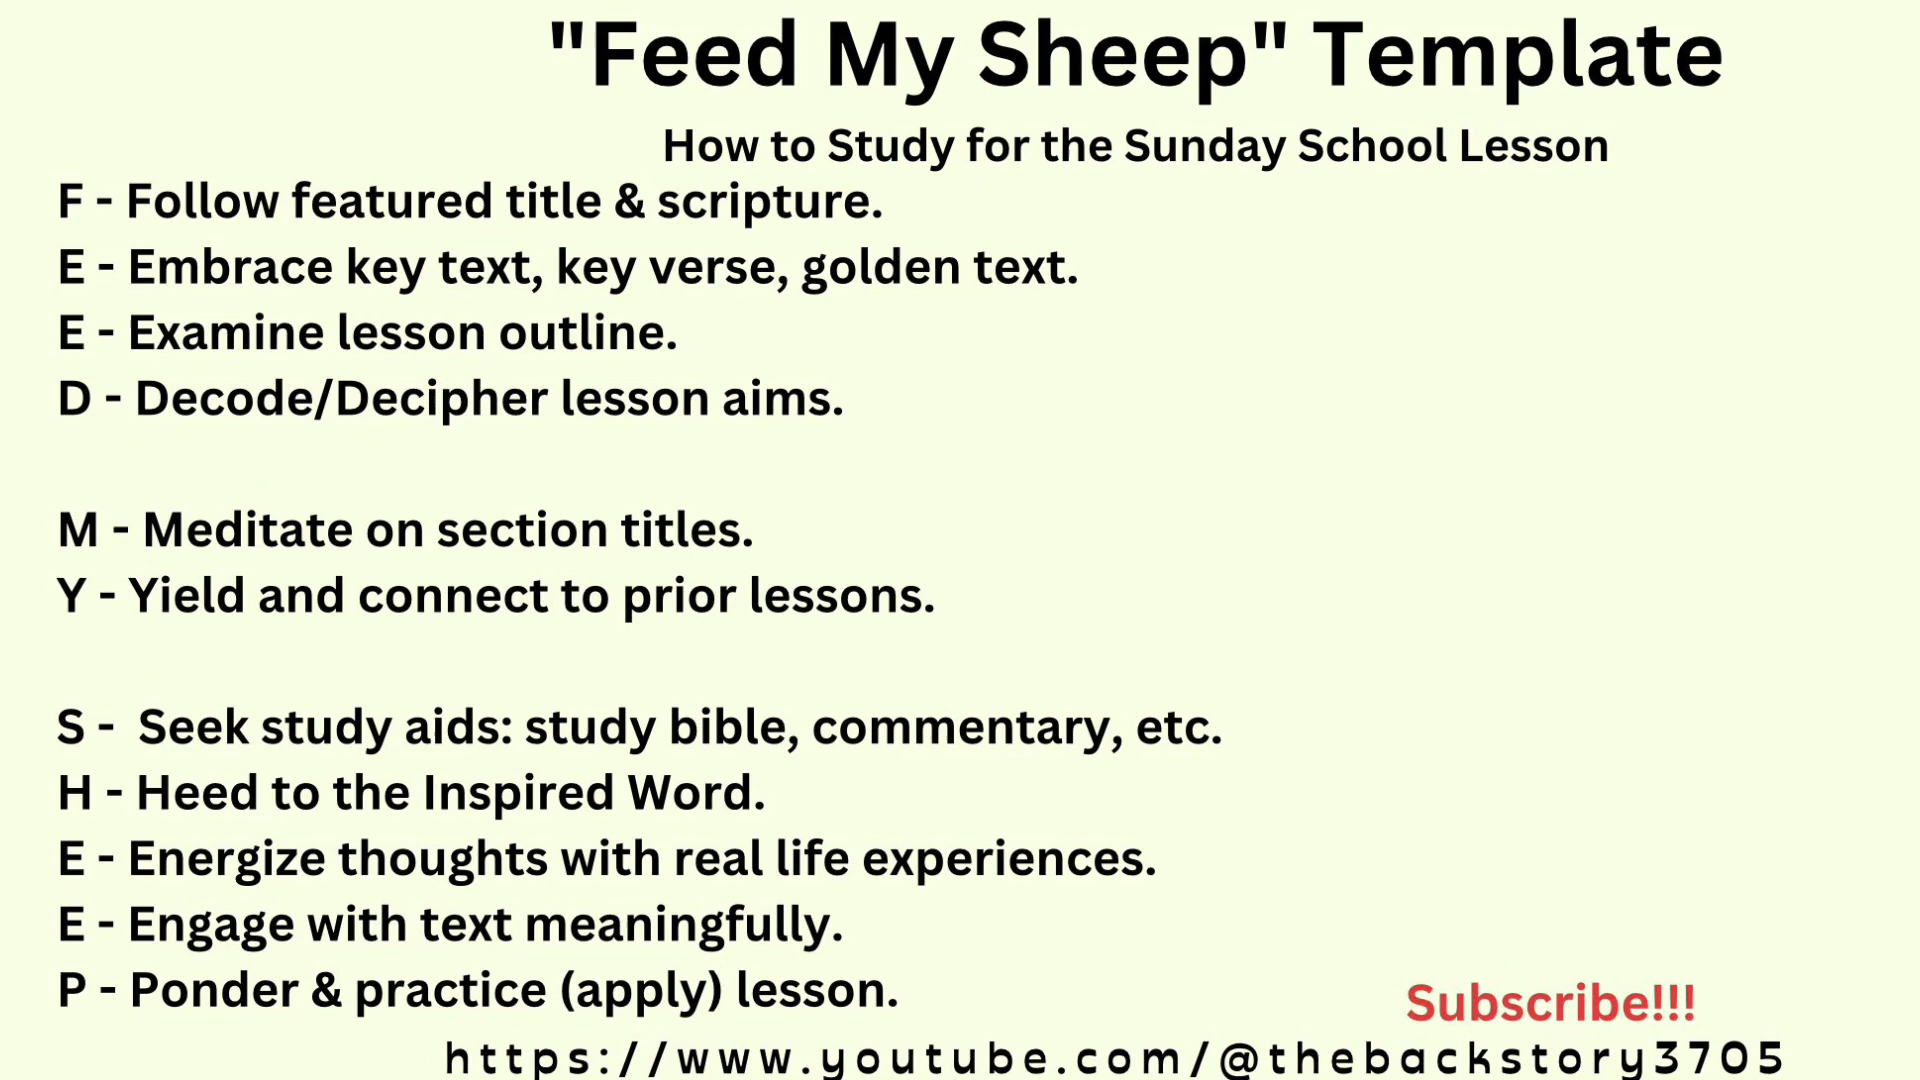 "Feed My Sheep" Template
How to Study for the Sunday School Lesson
F - Follow featured title & scripture.
E - Embrace key text, key verse, golden text.
E - Examine lesson outline.
D - Decode/Decipher lesson aims.
M - Meditate on section titles.
Y - Yield and connect to prior lessons.
S - Seek study aids: study bible, commentary, etc.
H - Heed to the Inspired Word.
E - Energize thoughts with real life experiences.
E - Engage with text meaningfully.
P - Ponder & practice (apply) lesson.
Subscribe!!!
https://www.youtube.com/@thebackstory3705